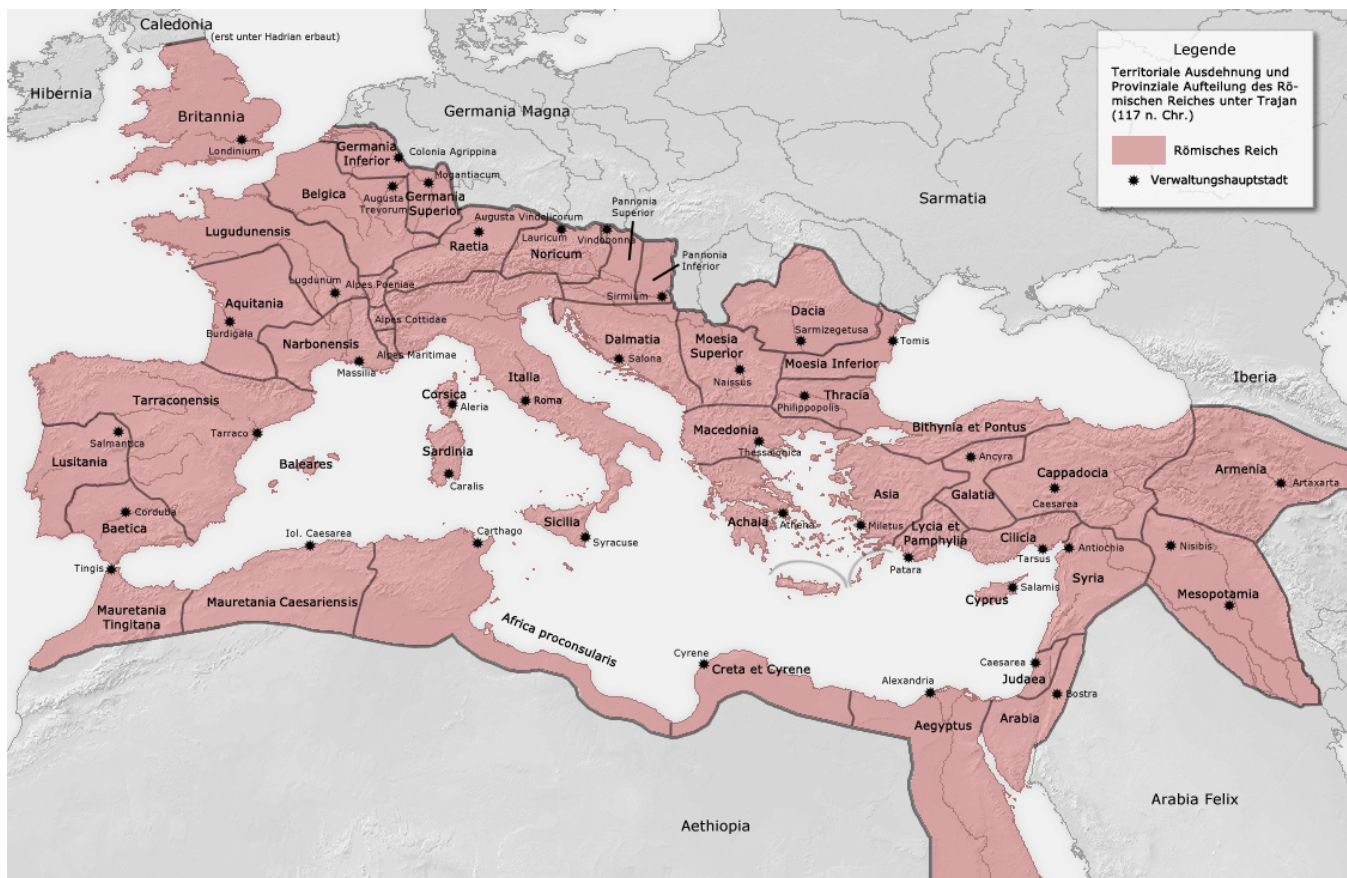 Caledonia
(erst unter Hadrian erbaut)
Hibernia
Britannia
Londinium
Germania Magna
Sarmatia
Legende
Territoriale Ausdehnung und
Provinziale Aufteilung des Rö-
mischen Reiches unter Trajan
(117 n. Chr.)
Römisches Reich
Verwaltungshauptstadt
Germania
Inferior
Colonia Agrippina
Mogantiacum
Belgica
Augusta
Trevorum
Germania
Superior
Lugudunensis
Augusta Vindelicorum
Raetia
Lauricum
Noricum
Vindobonna
Pannonia
Superior
Pannonia
Inferior
Sirmium
Lugdunum
Alpes Poeniae
Aquitania
Burdigala
Alpes Cottidae
Narbonensis
Alpes Maritimae
Massilia
Dalmatia
Salona
Moesia
Superior
Naissus
Dacia
Sarmizegetusa
Tomis
Moesia Inferior
Thracia
Philippopolis
Iberia
Tarraconensis
Tarraco
Salmantica
Lusitania
Corduba
Baetica
Baleares
Corsica
Aleria
Sardinia
Caralis
Italia
Roma
Sicilia
Syracuse
Macedonia
Thessalonica
Achaia
Athena
Bithynia et Pontus
Ancyra
Galatia
Cappadocia
Caesarea
Asia
Miletus
Lycia et
Pamphylia
Patara
Cilicia
Tarsus
Armenia
Artaxarta
Antiochia
Syria
Nisibis
Mesopotamia
Salamis
Cyprus
Tingis
Mauretania
Tingitana
Iol. Caesarea
Mauretania Caesariensis
Carthago
Africa proconsularis
Cyrene
Creta et Cyrene
Alexandria
Aegyptus
Caesarea
Judaea
Bostra
Arabia
Aethiopia
Arabia Felix